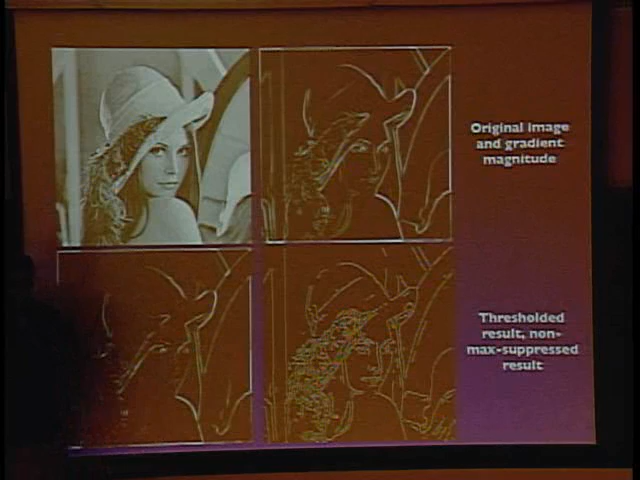 Original image
and gradient
magnitude
Thresholded
result, non-
max-suppressed
result